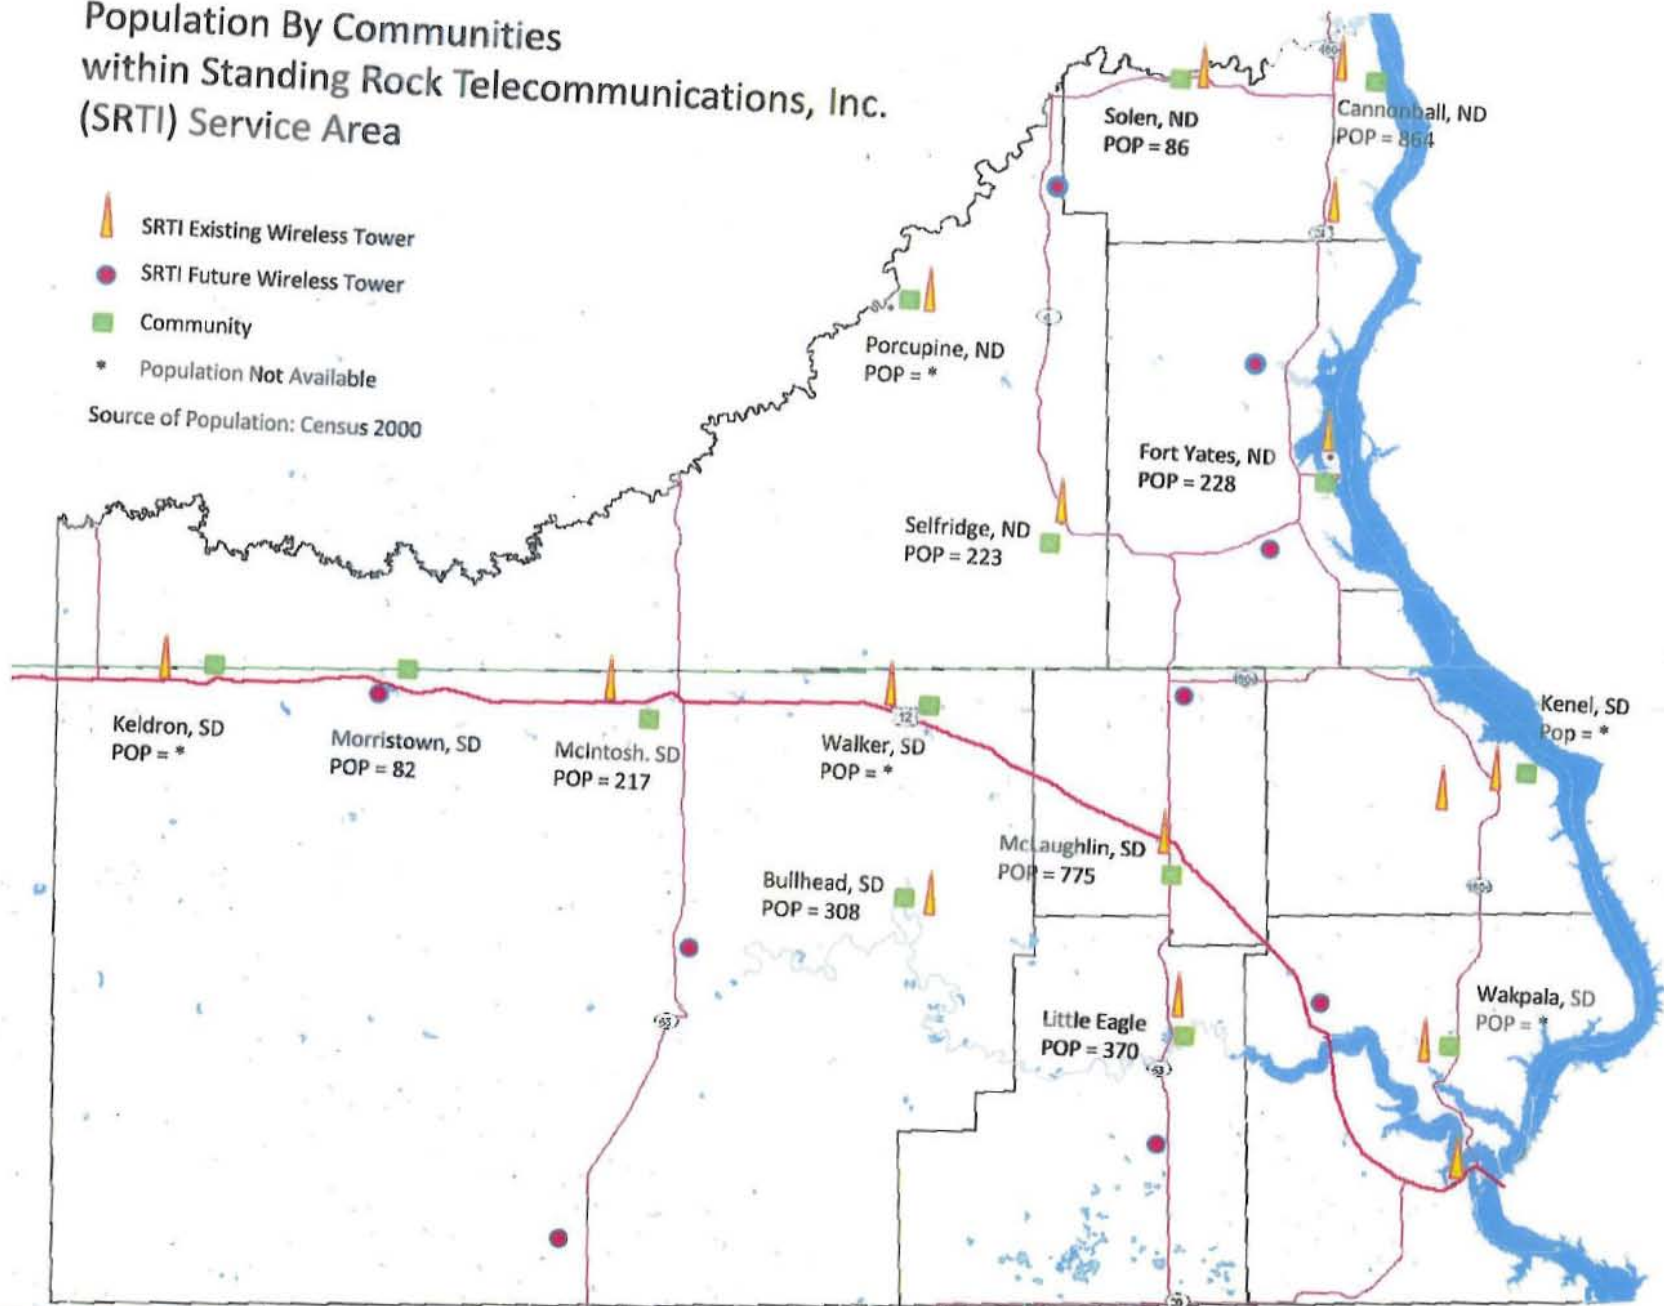 Population By Communities
within Standing Rock Telecommunications, Inc.
(SRTI) Service Area
SRTI Existing Wireless Tower
SRTI Future Wireless Tower
Community
* Population Not Available
Source of Population: Census 2000
Solen, ND
POP = 86
Cannonball, ND
POP = 864
Porcupine, ND
POP = *
Fort Yates, ND
POP = 228
Selfridge, ND
POP = 223
Keldron, SD
POP = *
Morristown, SD
POP = 82
McIntosh. SD
POP = 217
Walker, SD
POP = *
12
Kenel, SD
Pop = *
McLaughlin, SD
POP = 775
Bullhead, SD
POP = 308
Little Eagle
POP = 370
63
Wakpala, SD
POP = *